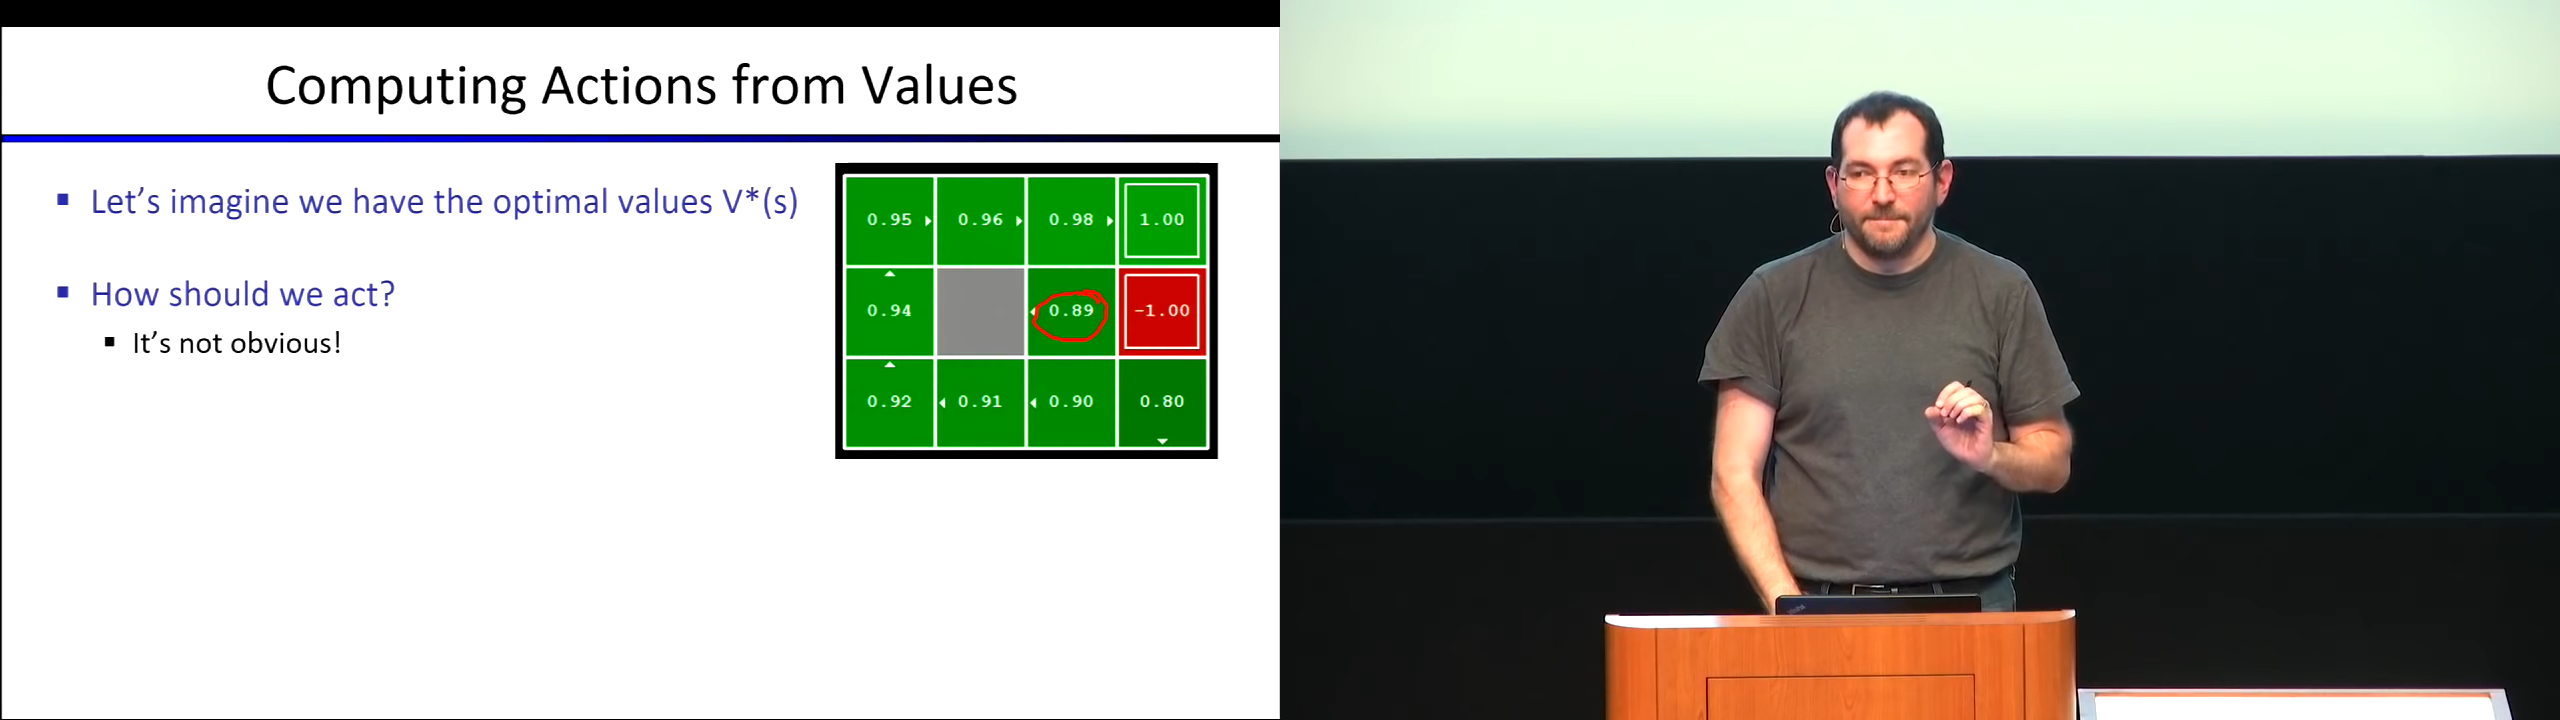 Computing Actions from Values
▪ Let’s imagine we have the optimal values V*(s)
▪ How should we act?
▪ It’s not obvious!
0.95 0.96 0.98 1.00
0.94 0.89 -1.00
0.92 0.91 0.90 0.80